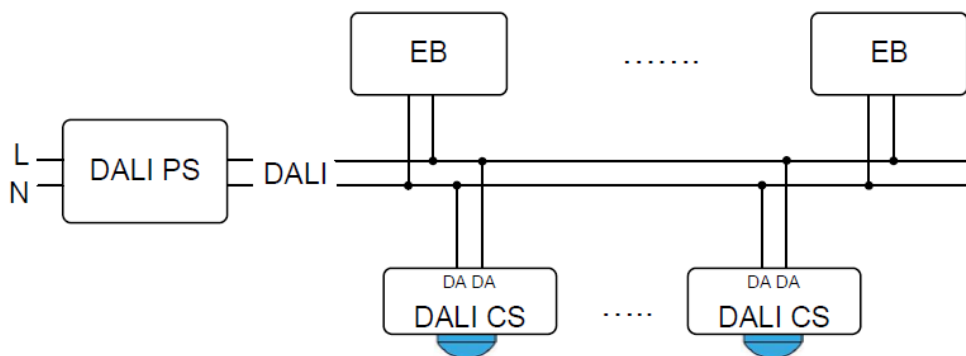 EB ....... EB
L
DALI PS
DALI
N
DA DA
DALI CS
.....
DA DA
DALI CS